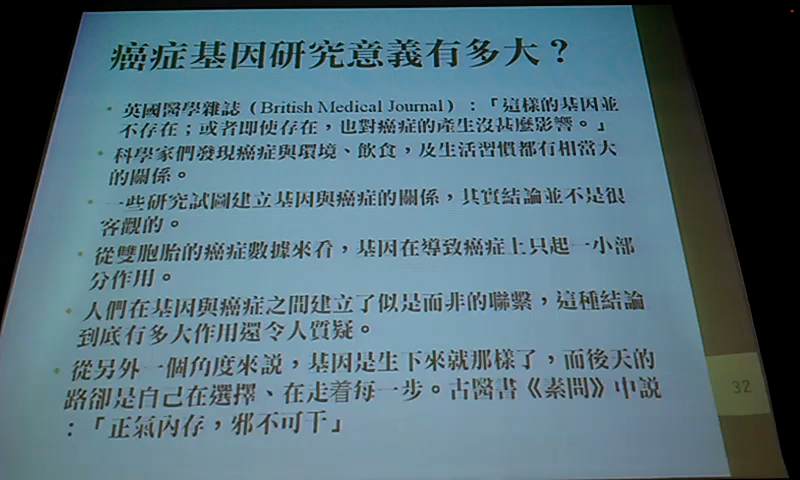 癌症基因研究意義有多大？
• 英國醫學雜誌（British Medical Journal）：「這樣的基因並
不存在；或者即使存在，也對癌症的產生沒甚麼影響。」
• 科學家們發現癌症與環境、飲食，及生活習慣都有相當大
的關係。
• 一些研究試圖建立基因與癌症的關係，其實結論並不是很
客觀的。
• 從雙胞胎的癌症數據來看，基因在導致癌症上只起一小部
分作用。
• 人們在基因與癌症之間建立了似是而非的聯繫，這種結論
到底有多大作用還令人質疑。
• 從另外一個角度來說，基因是生下來就那樣了，而後天的
路卻是自己在選擇、在走着每一步。古醫書《素問》中説
：「正氣內存，邪不可干」
32